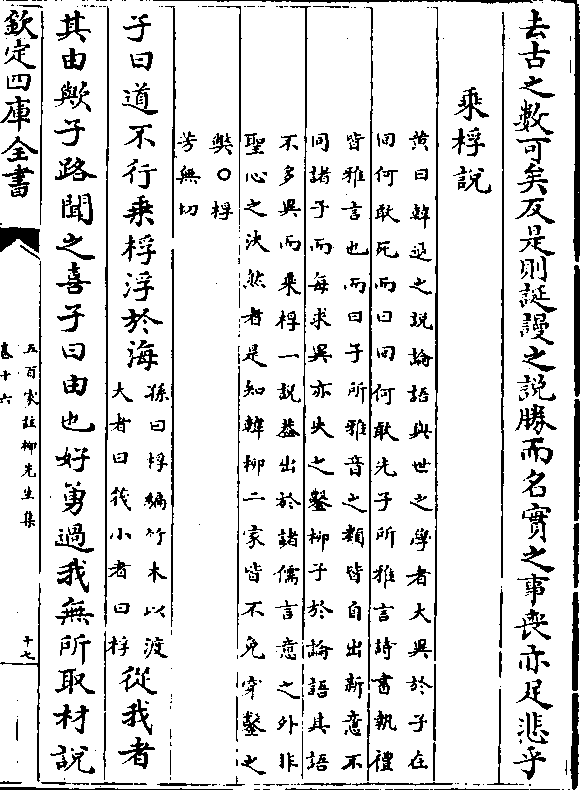 去古之數可矣反是則誕謾之說勝而名實之事喪亦足悲乎
乘桴說
黄曰韓退之說論語與世之學者大異於子在
回何敢死而曰回何敢先子所雅言詩書執禮
皆雅言也而曰子所雅音之類皆自出新意不
同諸子而每求異亦失之鑿柳子於論語其語
不多異而乘桴一說葢出於諸儒言意之外非
聖心之决然者是知韓柳二家皆不免穿鑿之
獘〇桴
芳無切
子曰道不行乘桴浮於海
孫曰桴編竹木以渡
大者曰筏小者曰桴
從我者
其由歟子路聞之喜子曰由也好勇過我無所取材説
欽定四庫全書
五百家註柳先生集
卷十六
十七